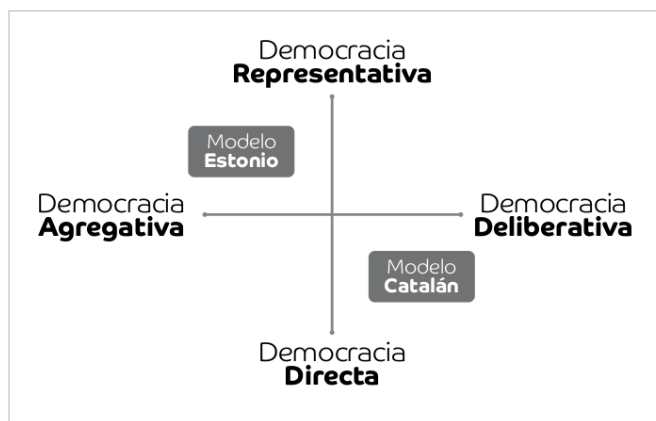 Democracia
Representativa
Modelo
Estonio
Democracia
Agregativa
Democracia
Deliberativa
Modelo
Catalán
Democracia
Directa